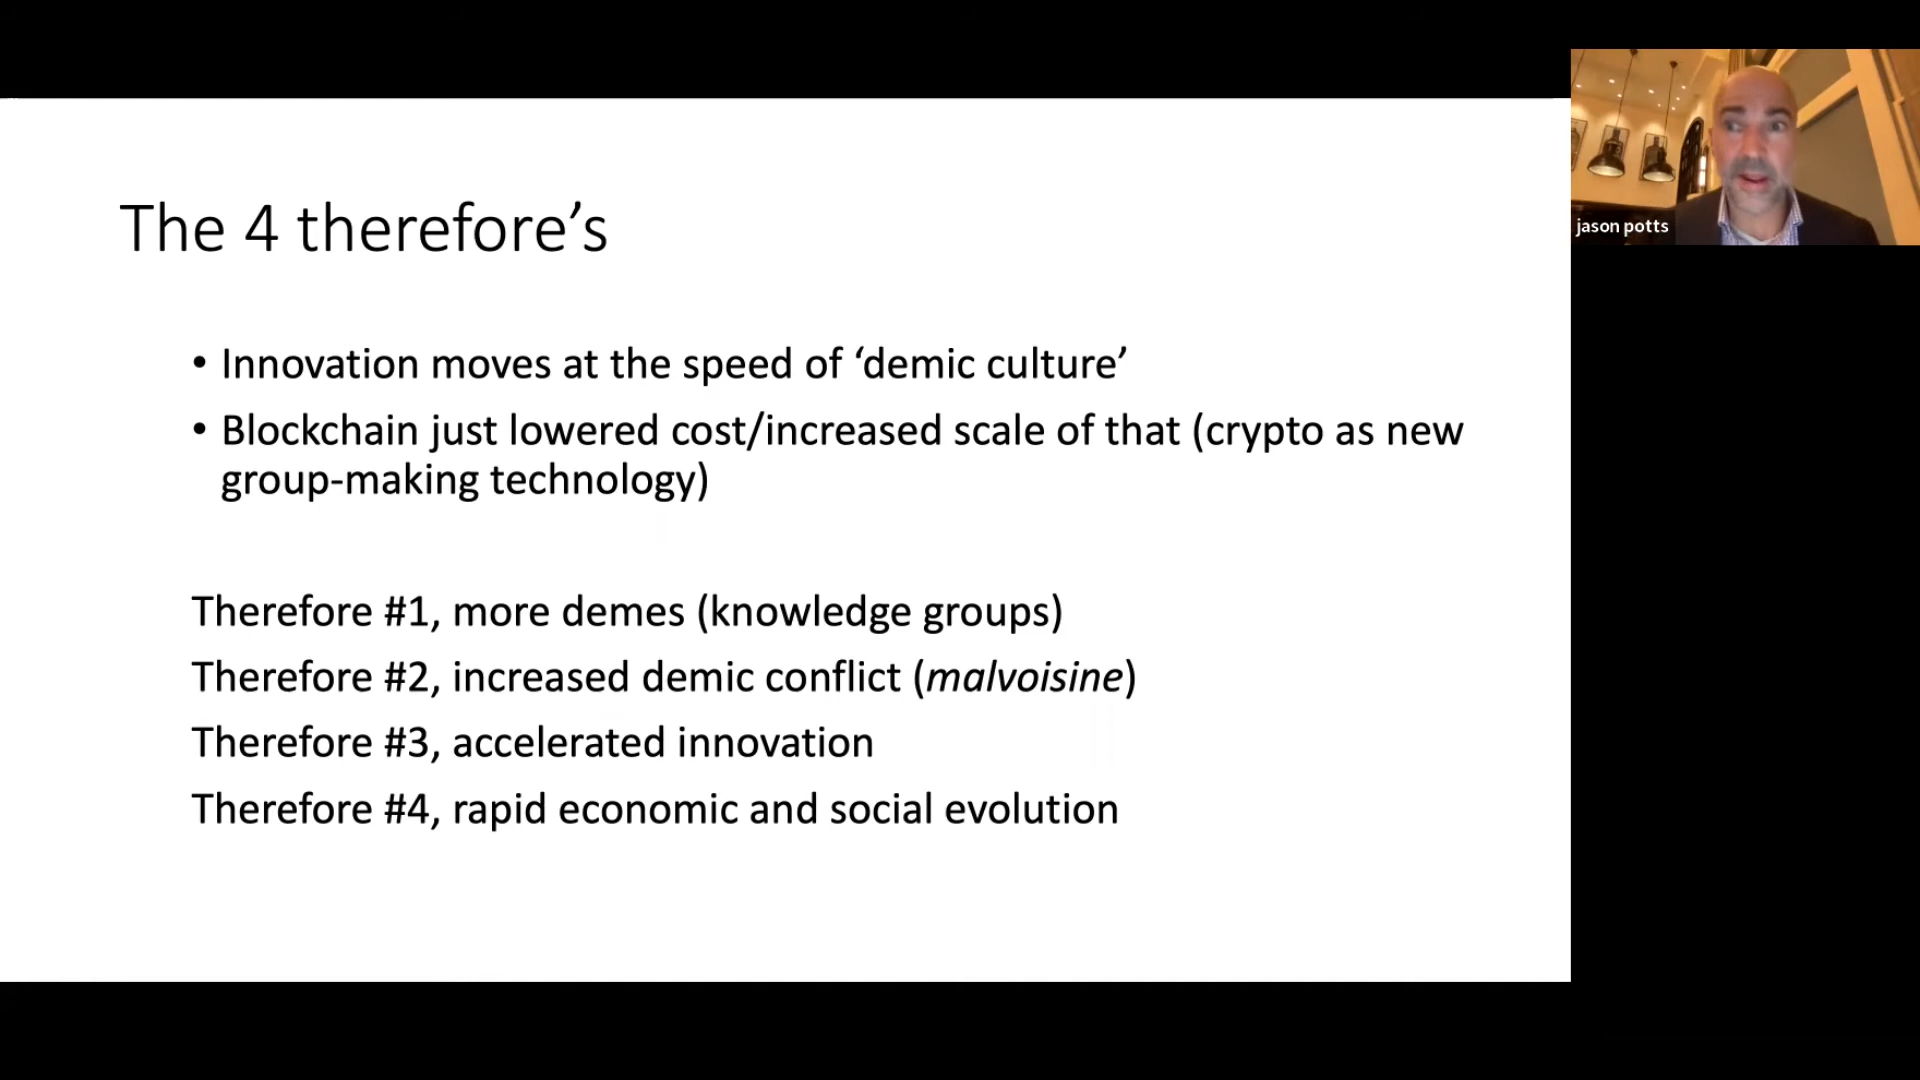 The 4 therefore’s
• Innovation moves at the speed of ‘demic culture’
• Blockchain just lowered cost/increased scale of that (crypto as new
group-making technology)
Therefore #1, more demes (knowledge groups)
Therefore #2, increased demic conflict (malvoisine)
Therefore #3, accelerated innovation
Therefore #4, rapid economic and social evolution
jason potts